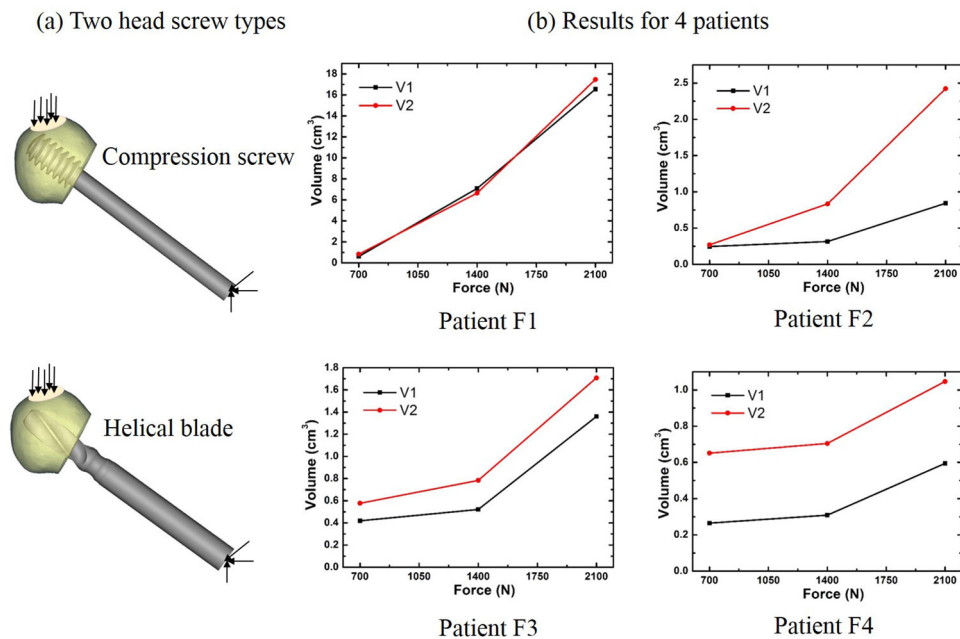 (a) Two head screw types
(b) Results for 4 patients
Compression screw
Helical blade
V1
V2
Volume (cm³)
18
16
14
12
10
8
6
4
2
0
700 1050 1400 1750 2100
Force (N)
Patient F1
V1
V2
Volume (cm³)
2.5
2.0
1.5
1.0
0.5
0.0
700 1050 1400 1750 2100
Force (N)
Patient F2
V1
V2
Volume (cm³)
1.8
1.6
1.4
1.2
1.0
0.8
0.6
0.4
0.2
0.0
700 1050 1400 1750 2100
Force (N)
Patient F3
V1
V2
Volume (cm³)
1.0
0.8
0.6
0.4
0.2
0.0
700 1050 1400 1750 2100
Force (N)
Patient F4